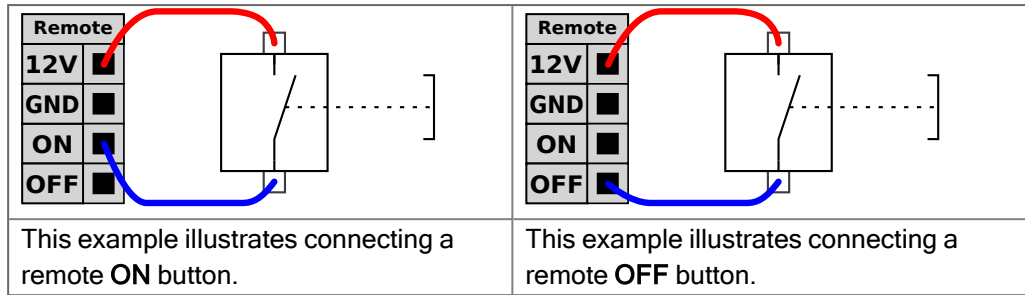 Remote
12V
GND
ON
OFF
Remote
12V
GND
ON
OFF
This example illustrates connecting a
remote ON button.
This example illustrates connecting a
remote OFF button.